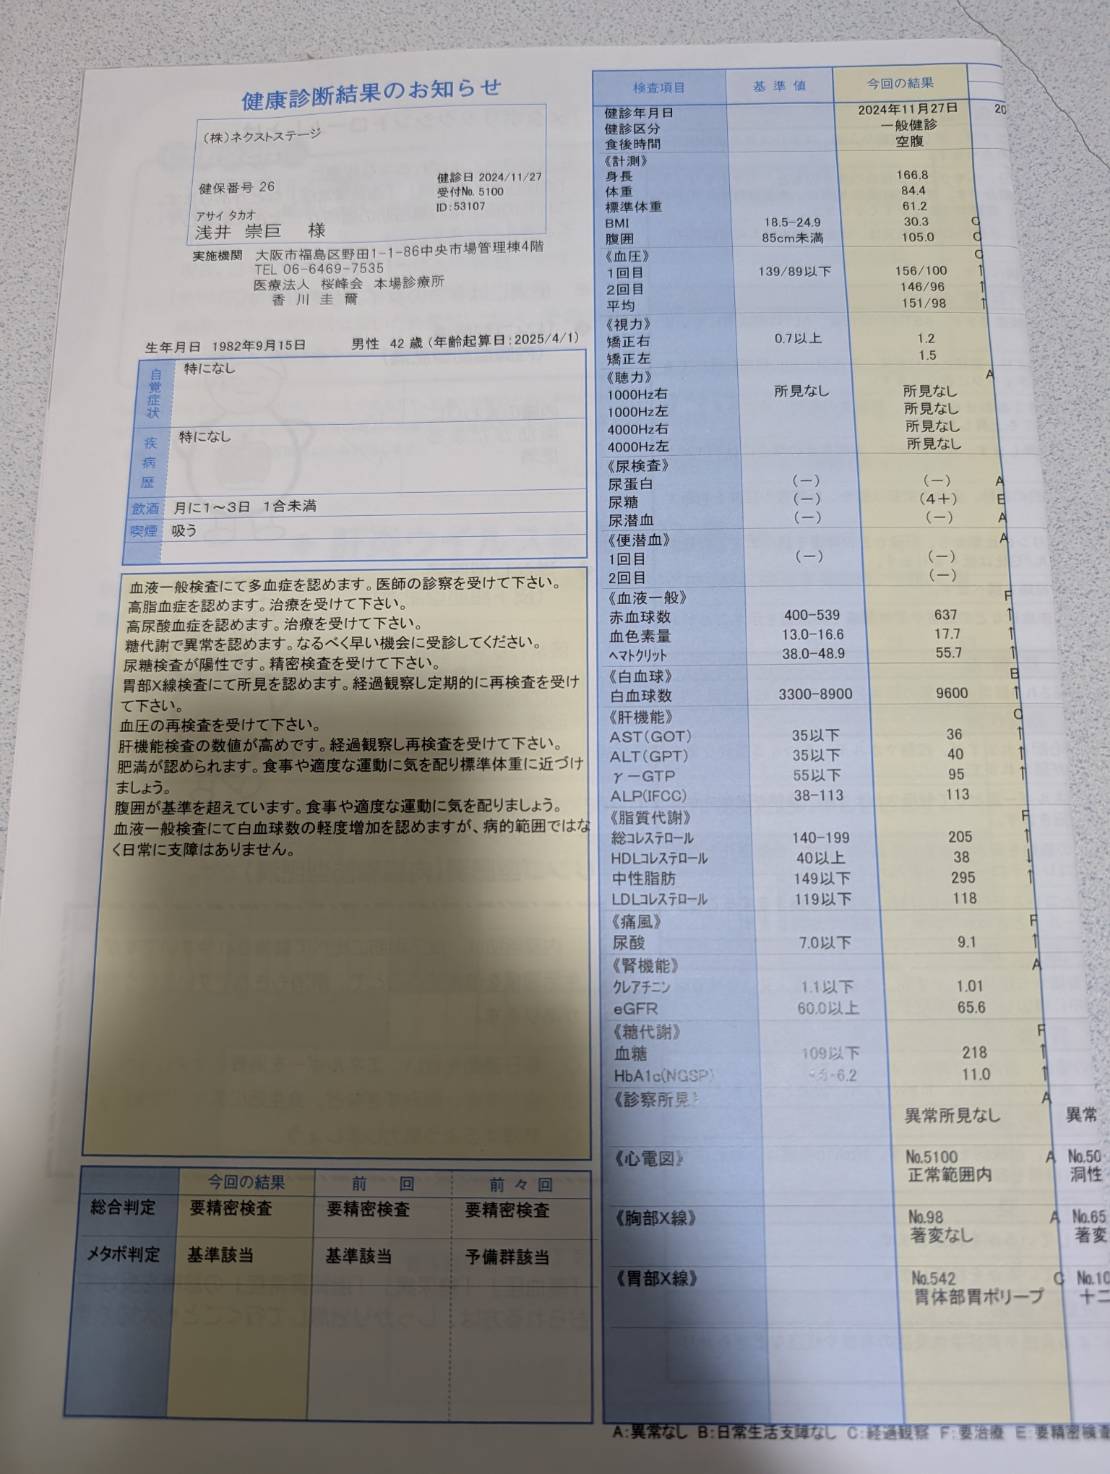 健康診断結果のお知らせ
(株)ネクストステージ
健保番号 26
健診日 2024/11/27
受付No. 5100
ID:53107
アサイ タカオ
浅井 崇巨 様
実施機関 大阪市福島区野田1-1-86中央市場管理棟4階
TEL 06-6469-7535
医療法人 桜峰会 本場診療所
香川圭爾
生年月日 1982年9月15日 男性 42歳(年齢起算日:2025/4/1)
自覚症状 特になし
疾病歴 特になし
飲酒 月に1~3日 1合未満
喫煙 吸う
血液一般検査にて多血症を認めます。医師の診察を受けて下さい。
高脂血症を認めます。治療を受けて下さい。
高尿酸血症を認めます。治療を受けて下さい。
糖代謝で異常を認めます。なるべく早い機会に受診してください。
尿糖検査が陽性です。精密検査を受けて下さい。
胃部X線検査にて所見を認めます。経過観察し定期的に再検査を受け
て下さい。
血圧の再検査を受けて下さい。
肝機能検査の数値が高めです。経過観察し再検査を受けて下さい。
肥満が認められます。食事や適度な運動に気を配り標準体重に近づけ
ましょう。
腹囲が基準を超えています。食事や適度な運動に気を配りましょう。
血液一般検査にて白血球数の軽度増加を認めますが、病的範囲ではな
く日常に支障はありません。
今回の結果 前回 前々回
総合判定 要精密検査 要精密検査 要精密検査
メタボ判定 基準該当 基準該当 予備群該当
検査項目 基準値 今回の結果
健診年月日 2024年11月27日 20
健診区分 一般健診
食後時間 空腹
《計測》
身長 166.8
体重 84.4
標準体重 61.2
BMI 18.5-24.9 30.3 C
腹囲 85cm未満 105.0 C
《血圧》 C
1回目 139/89以下 156/100 ↑
2回目 146/96 ↑
平均 151/98 ↑
《視力》
矯正右 0.7以上 1.2
矯正左 1.5
《聴力》 A
1000Hz右 所見なし 所見なし
1000Hz左 所見なし
4000Hz右 所見なし
4000Hz左 所見なし
《尿検査》
尿蛋白 (-) (-) A
尿糖 (-) (4+) E
尿潜血 (-) (-) A
《便潜血》 A
1回目 (-) (-)
2回目 (-)
《血液一般》 F
赤血球数 400-539 637 ↑
血色素量 13.0-16.6 17.7 ↑
ヘマトクリット 38.0-48.9 55.7 ↑
《白血球》 B
白血球数 3300-8900 9600 ↑
《肝機能》 C
AST(GOT) 35以下 36 ↑
ALT(GPT) 35以下 40 ↑
γ-GTP 55以下 95 ↑
ALP(IFCC) 38-113 113
《脂質代謝》 F
総コレステロール 140-199 205 ↑
HDLコレステロール 40以上 38 ↓
中性脂肪 149以下 295 ↑
LDLコレステロール 119以下 118
《痛風》 F
尿酸 7.0以下 9.1 ↑
《腎機能》 A
クレアチニン 1.1以下 1.01
eGFR 60.0以上 65.6
《糖代謝》 F
血糖 109以下 218 ↑
HbA1c(NGSP) -6.2 11.0 ↑
《診察所見》 A
異常所見なし 異常
《心電図》 No.5100 A No.50
正常範囲内 洞性
《胸部X線》 No.98 A No.65
著変なし 著変
《胃部X線》 No.542 C No.10
胃体部胃ポリープ 十二
A:異常なし B:日常生活支障なし C:経過観察 F:要治療 E:要精密検査